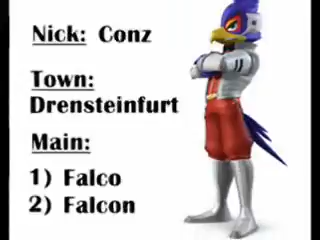 Nick: Conz
Town:
Drensteinfurt
Main:
1) Falco
2) Falcon